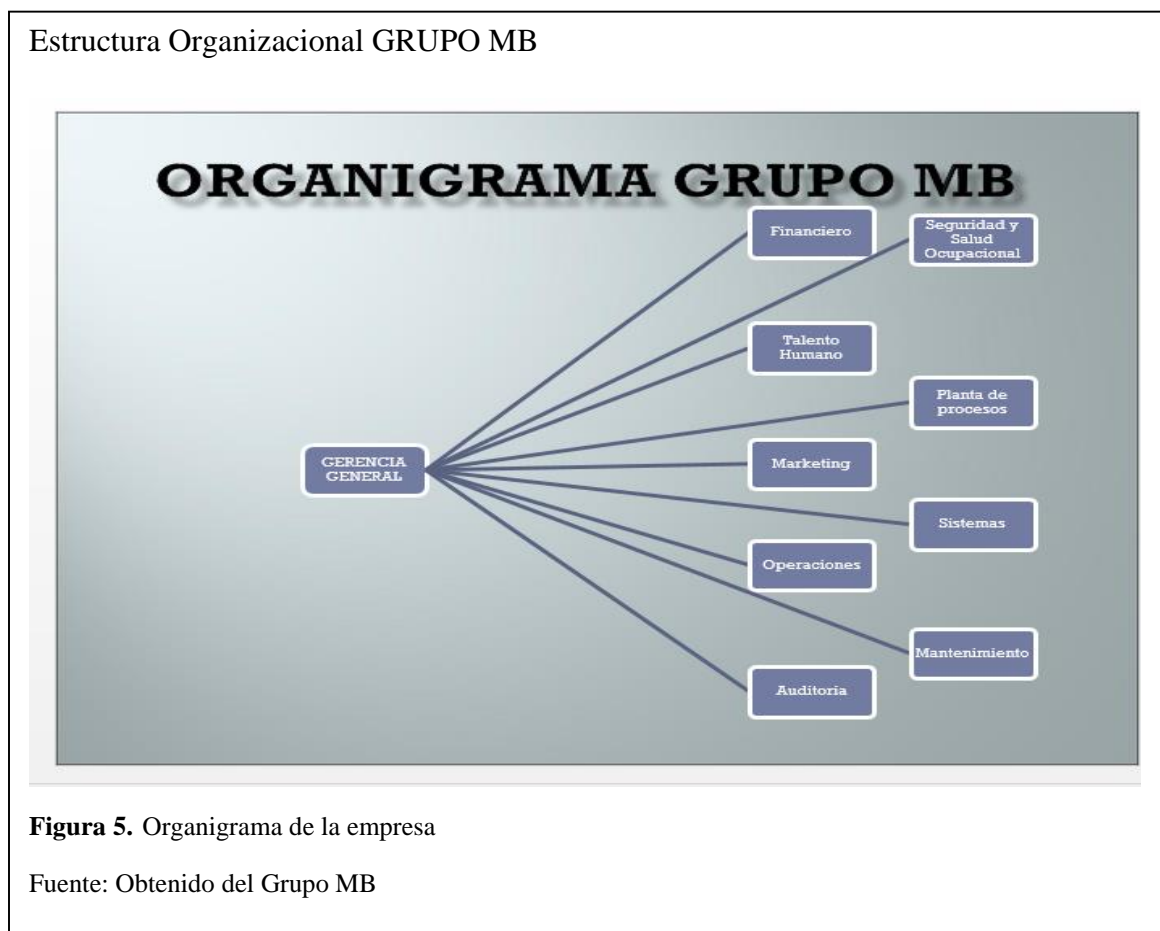 Estructura Organizacional GRUPO MB
ORGANIGRAMA GRUPO MB
Financiero
Seguridad y
Salud
Ocupacional
Talento
Humano
Planta de
procesos
GERENCIA
GENERAL
Marketing
Sistemas
Operaciones
Mantenimiento
Auditoria
Figura 5. Organigrama de la empresa
Fuente: Obtenido del Grupo MB